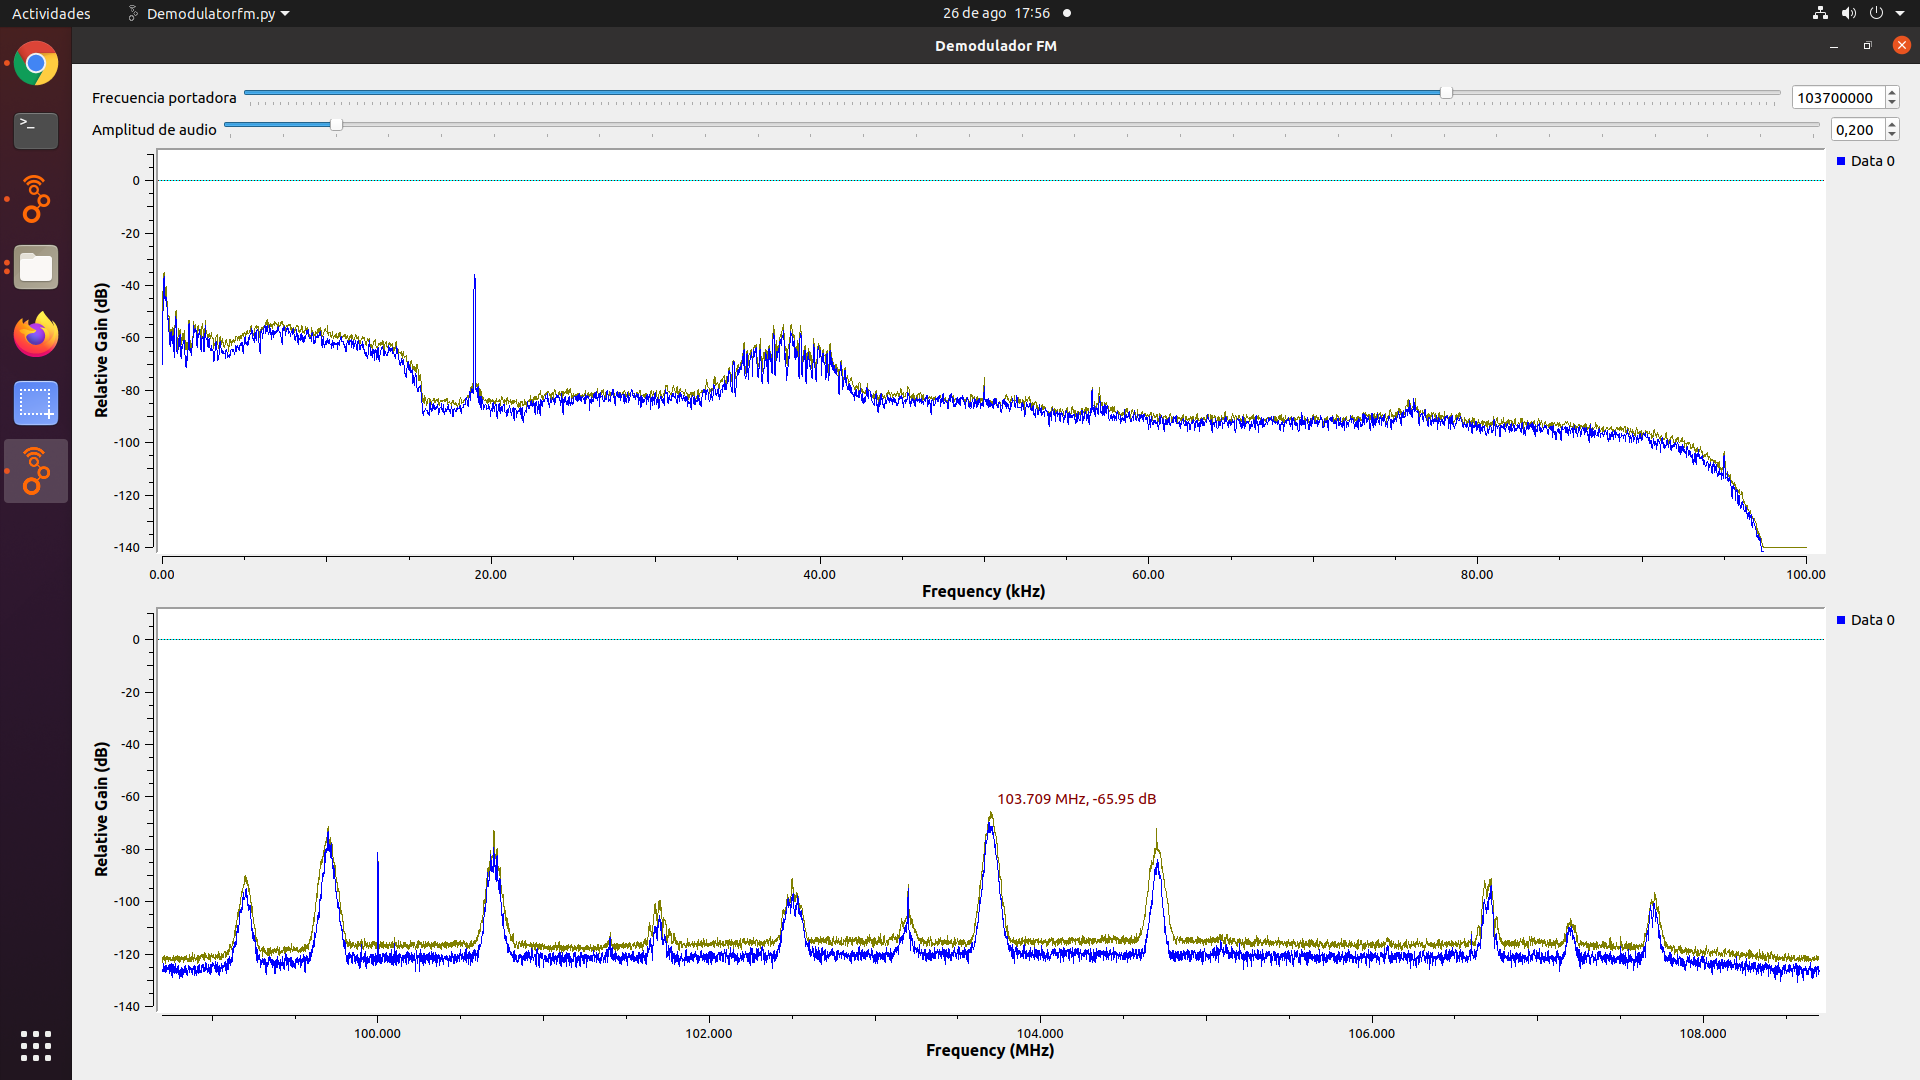 Actividades
Demodulatorfm.py
26 de ago 17:56
Demodulador FM
Frecuencia portadora
103700000
Amplitud de audio
0,200
Data 0
0
-20
-40
-60
-80
-100
-120
-140
Relative Gain (dB)
0.00 20.00 40.00 60.00 80.00 100.00
Frequency (kHz)
Data 0
0
-20
-40
-60
-80
-100
-120
-140
Relative Gain (dB)
103.709 MHz, -65.95 dB
100.000 102.000 104.000 106.000 108.000
Frequency (MHz)